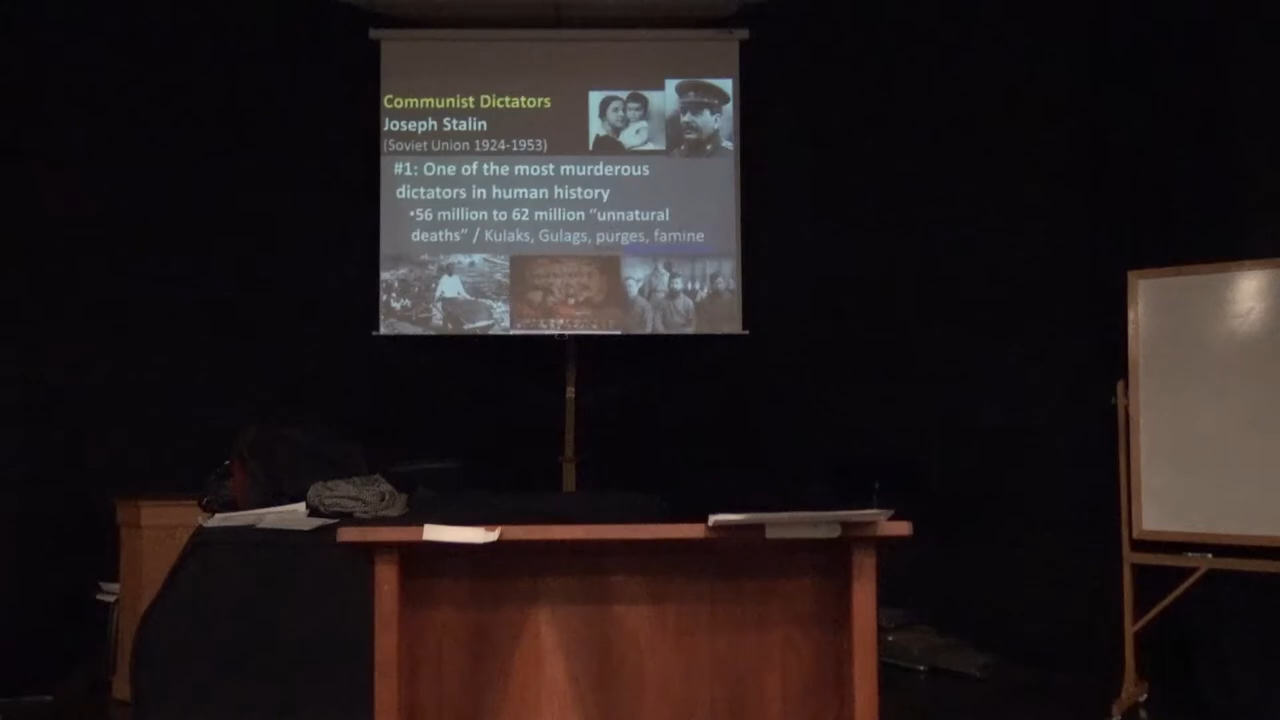 Communist Dictators
Joseph Stalin
(Soviet Union 1924-1953)
#1: One of the most murderous
dictators in human history
•56 million to 62 million “unnatural
deaths” / Kulaks, Gulags, purges, famine